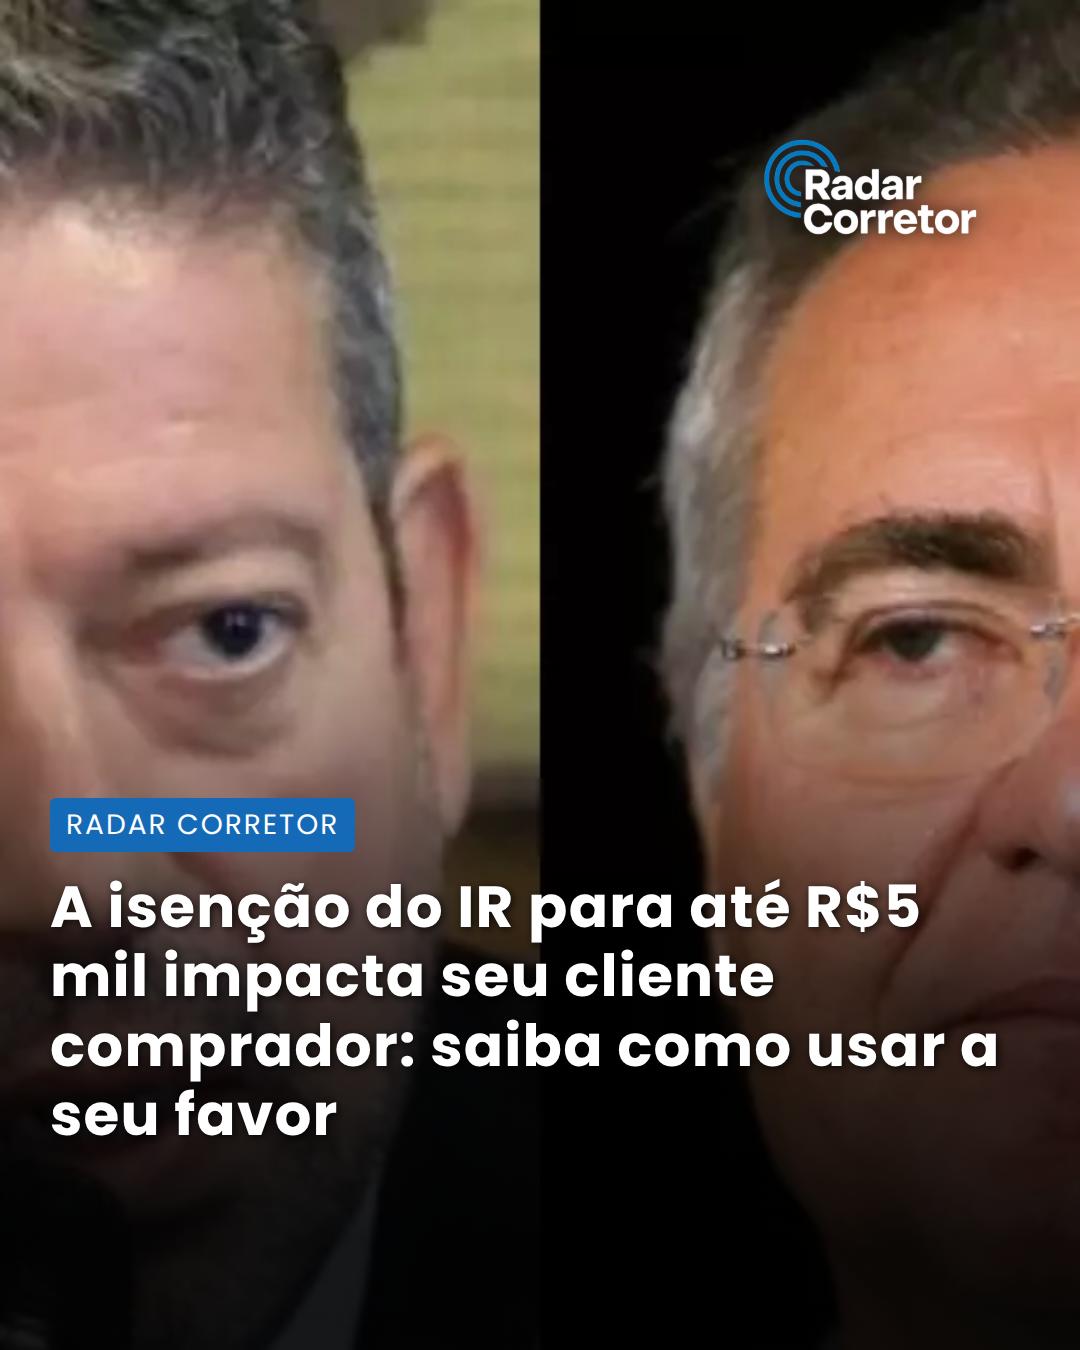 Radar
Corretor
RADAR CORRETOR
A isenção do IR para até R$5
mil impacta seu cliente
comprador: saiba como usar a
seu favor